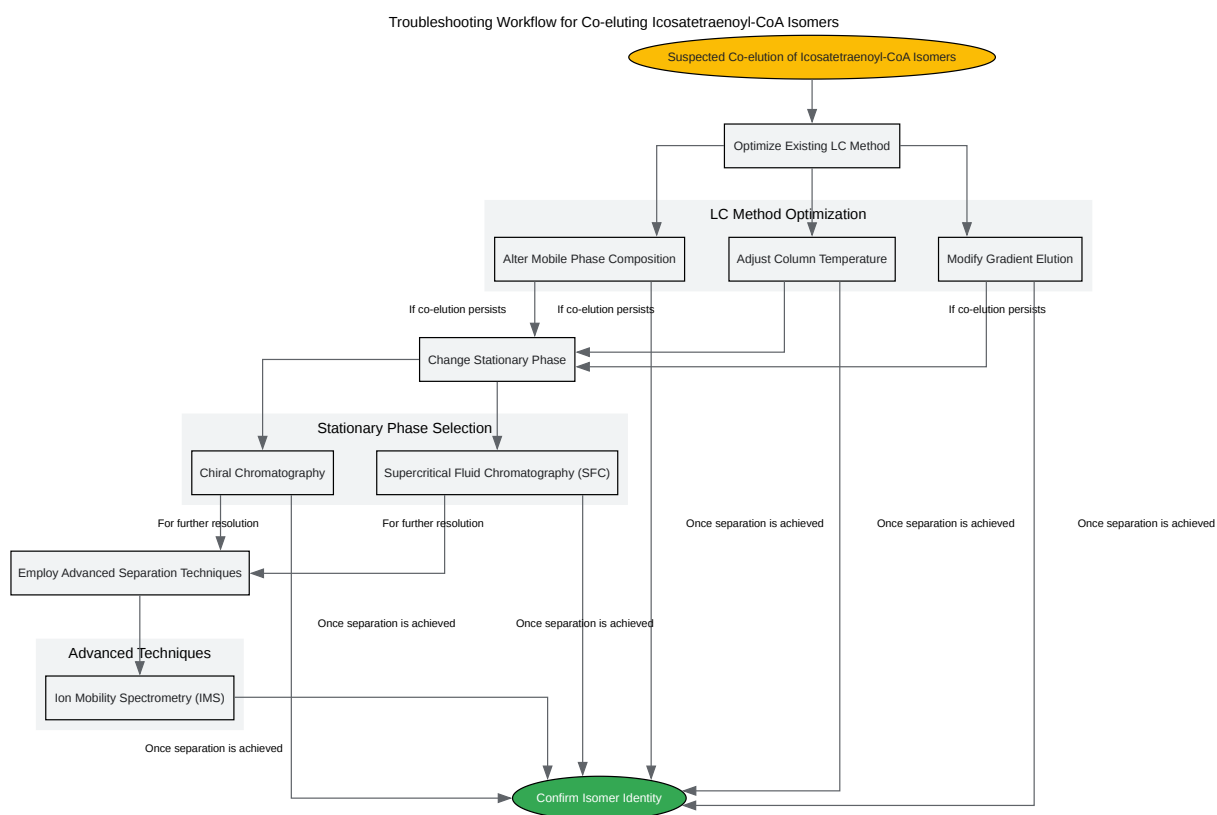 Troubleshooting Workflow for Co-eluting Icosatetraenoyl-CoA Isomers
Suspected Co-elution of Icosatetraenoyl-CoA Isomers
Optimize Existing LC Method
LC Method Optimization
Alter Mobile Phase Composition
Adjust Column Temperature
Modify Gradient Elution
If co-elution persists
If co-elution persists
If co-elution persists
Change Stationary Phase
Stationary Phase Selection
Chiral Chromatography
Supercritical Fluid Chromatography (SFC)
For further resolution
For further resolution
Once separation is achieved
Once separation is achieved
Once separation is achieved
Employ Advanced Separation Techniques
Once separation is achieved
Once separation is achieved
Advanced Techniques
Ion Mobility Spectrometry (IMS)
Once separation is achieved
Confirm Isomer Identity